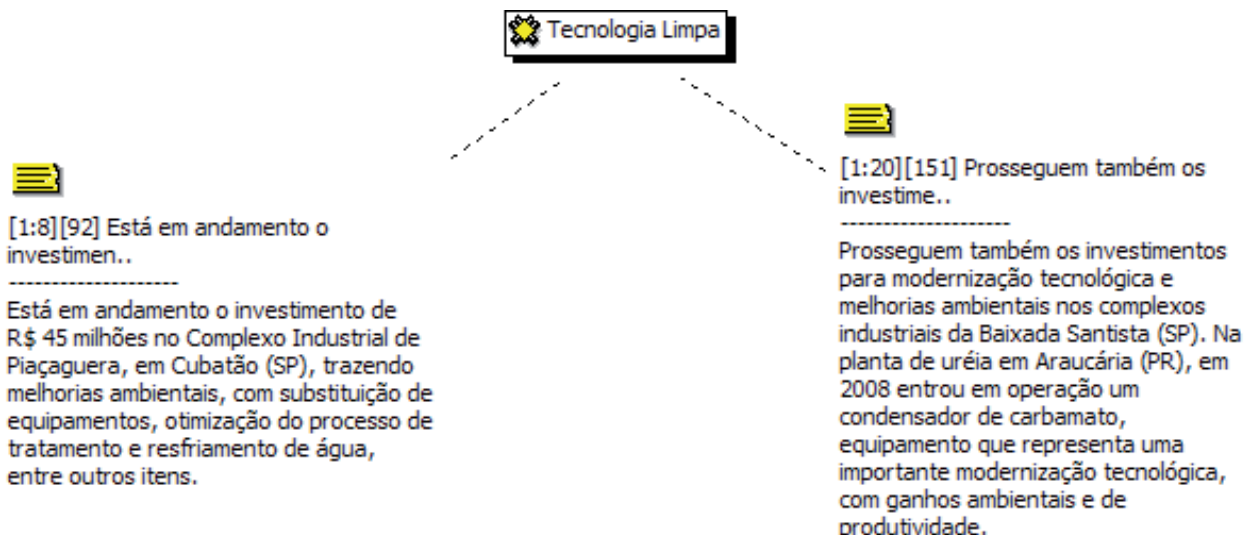 Tecnologia Limpa
[1:8][92] Está em andamento o
investimen..
--------------------
Está em andamento o investimento de
R$ 45 milhões no Complexo Industrial de
Piaçaguera, em Cubatão (SP), trazendo
melhorias ambientais, com substituição de
equipamentos, otimização do processo de
tratamento e resfriamento de água,
entre outros itens.
[1:20][151] Prosseguem também os
investime..
--------------------
Prosseguem também os investimentos
para modernização tecnológica e
melhorias ambientais nos complexos
industriais da Baixada Santista (SP). Na
planta de uréia em Araucária (PR), em
2008 entrou em operação um
condensador de carbamato,
equipamento que representa uma
importante modernização tecnológica,
com ganhos ambientais e de
produtividade.